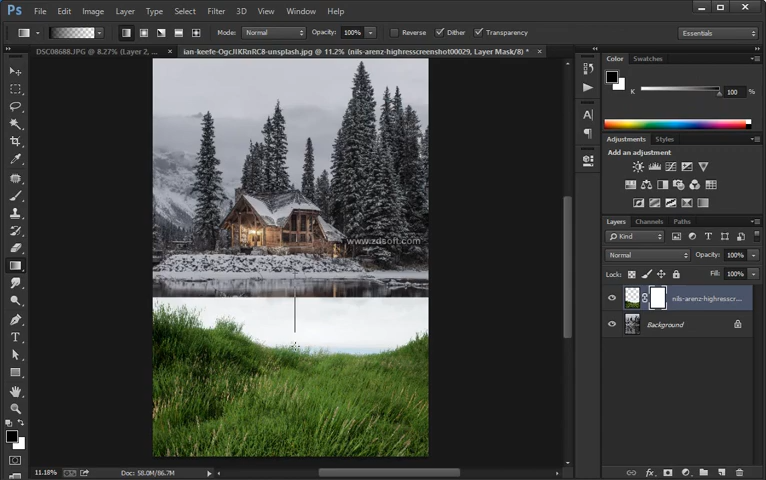 Ps File Edit Image Layer Type Select Filter 3D View Window Help
Mode: Normal Opacity: 100% Reverse Dither Transparency Essentials
DSC08688.JPG @ 8.27% (Layer 2, ... × ian-keefe-OgcJIKRnRC8-unsplash.jpg @ 11.2% (nils-arenz-highresscreenshot00029, Layer Mask/8) * ×
Color Swatches
K 100 %
Adjustments Styles
Add an adjustment
www.zdsoft.com
Layers Channels Paths
Kind
Normal Opacity: 100%
Lock: Fill: 100%
nils-arenz-highresscr...
Background
11.18% Doc: 58.0M/86.7M